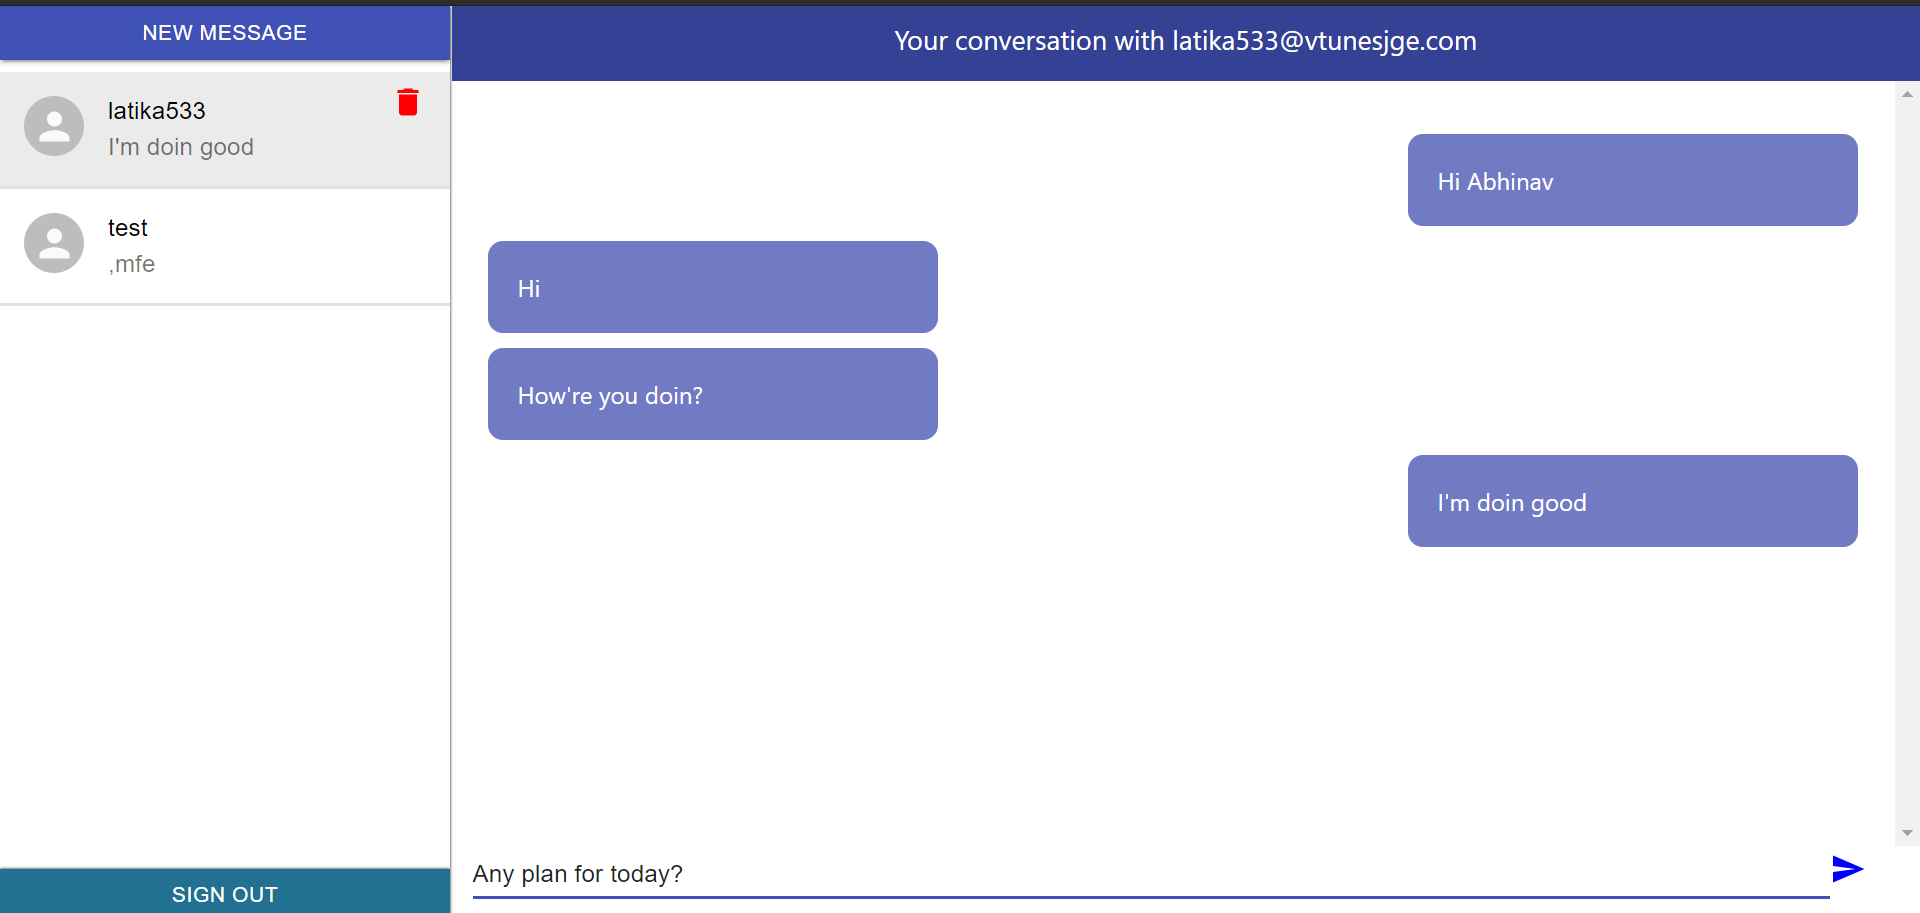 NEW MESSAGE
latika533
I'm doin good
test
,mfe
SIGN OUT
Your conversation with latika533@vtunesjge.com
Hi Abhinav
Hi
How're you doin?
I'm doin good
Any plan for today?